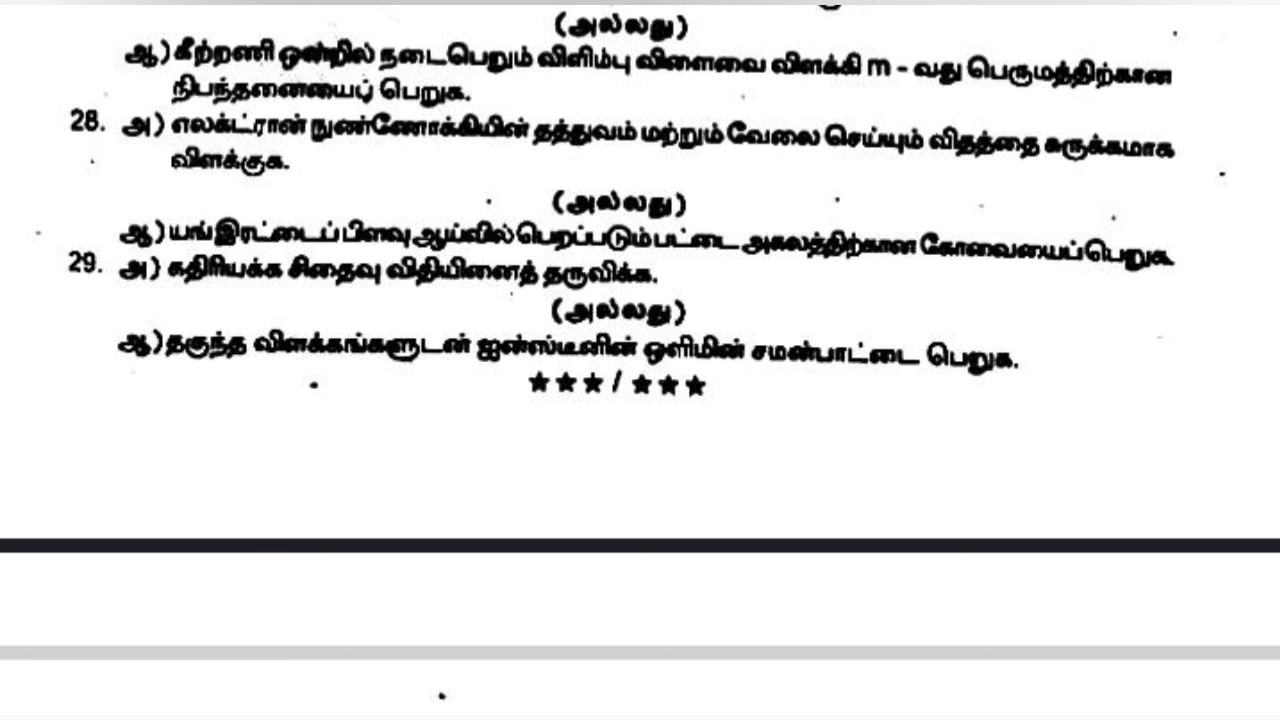 (அல்லது)
ஆ) கீற்றணி ஒன்றில் நடைபெறும் விளிம்பு விளைவை விளக்கி m - வது பெருமத்திற்கான
நிபந்தனையைப் பெறுக.
28. அ) எலக்ட்ரான் நுண்ணோக்கியின் தத்துவம் மற்றும் வேலை செய்யும் விதத்தை சுருக்கமாக
விளக்குக.
(அல்லது)
ஆ) யங் இரட்டைப் பிளவு ஆய்வில் பெறப்படும் பட்டை அகலத்திற்கான கோவையைப் பெறுக.
29. அ) கதிரியக்க சிதைவு விதியினைத் தருவிக்க.
(அல்லது)
ஆ) தகுந்த விளக்கங்களுடன் ஐன்ஸ்டீனின் ஒளிமின் சமன்பாட்டை பெறுக.
★★★/★★★